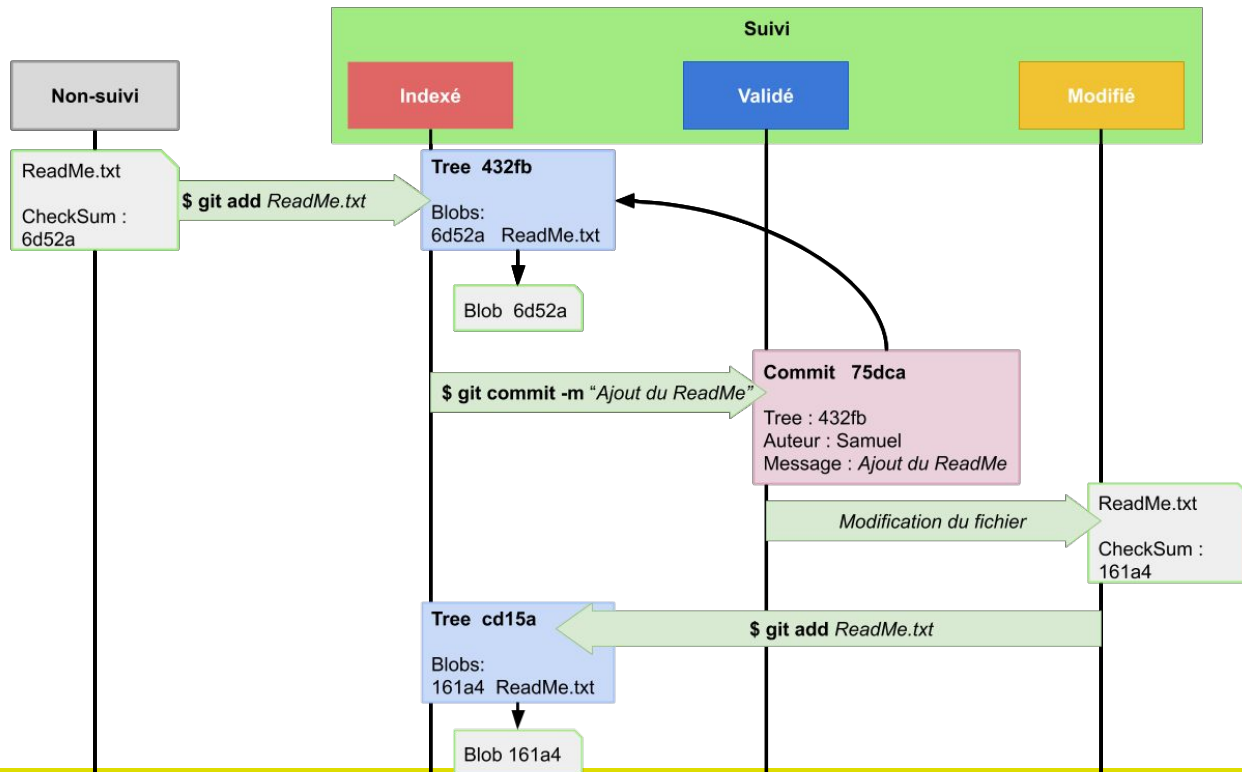 Suivi
Non-suivi
Indexé
Validé
Modifié
ReadMe.txt
CheckSum :
6d52a
$ git add ReadMe.txt
Tree 432fb
Blobs:
6d52a ReadMe.txt
Blob 6d52a
$ git commit -m “Ajout du ReadMe”
Commit 75dca
Tree : 432fb
Auteur : Samuel
Message : Ajout du ReadMe
Modification du fichier
ReadMe.txt
CheckSum :
161a4
$ git add ReadMe.txt
Tree cd15a
Blobs:
161a4 ReadMe.txt
Blob 161a4